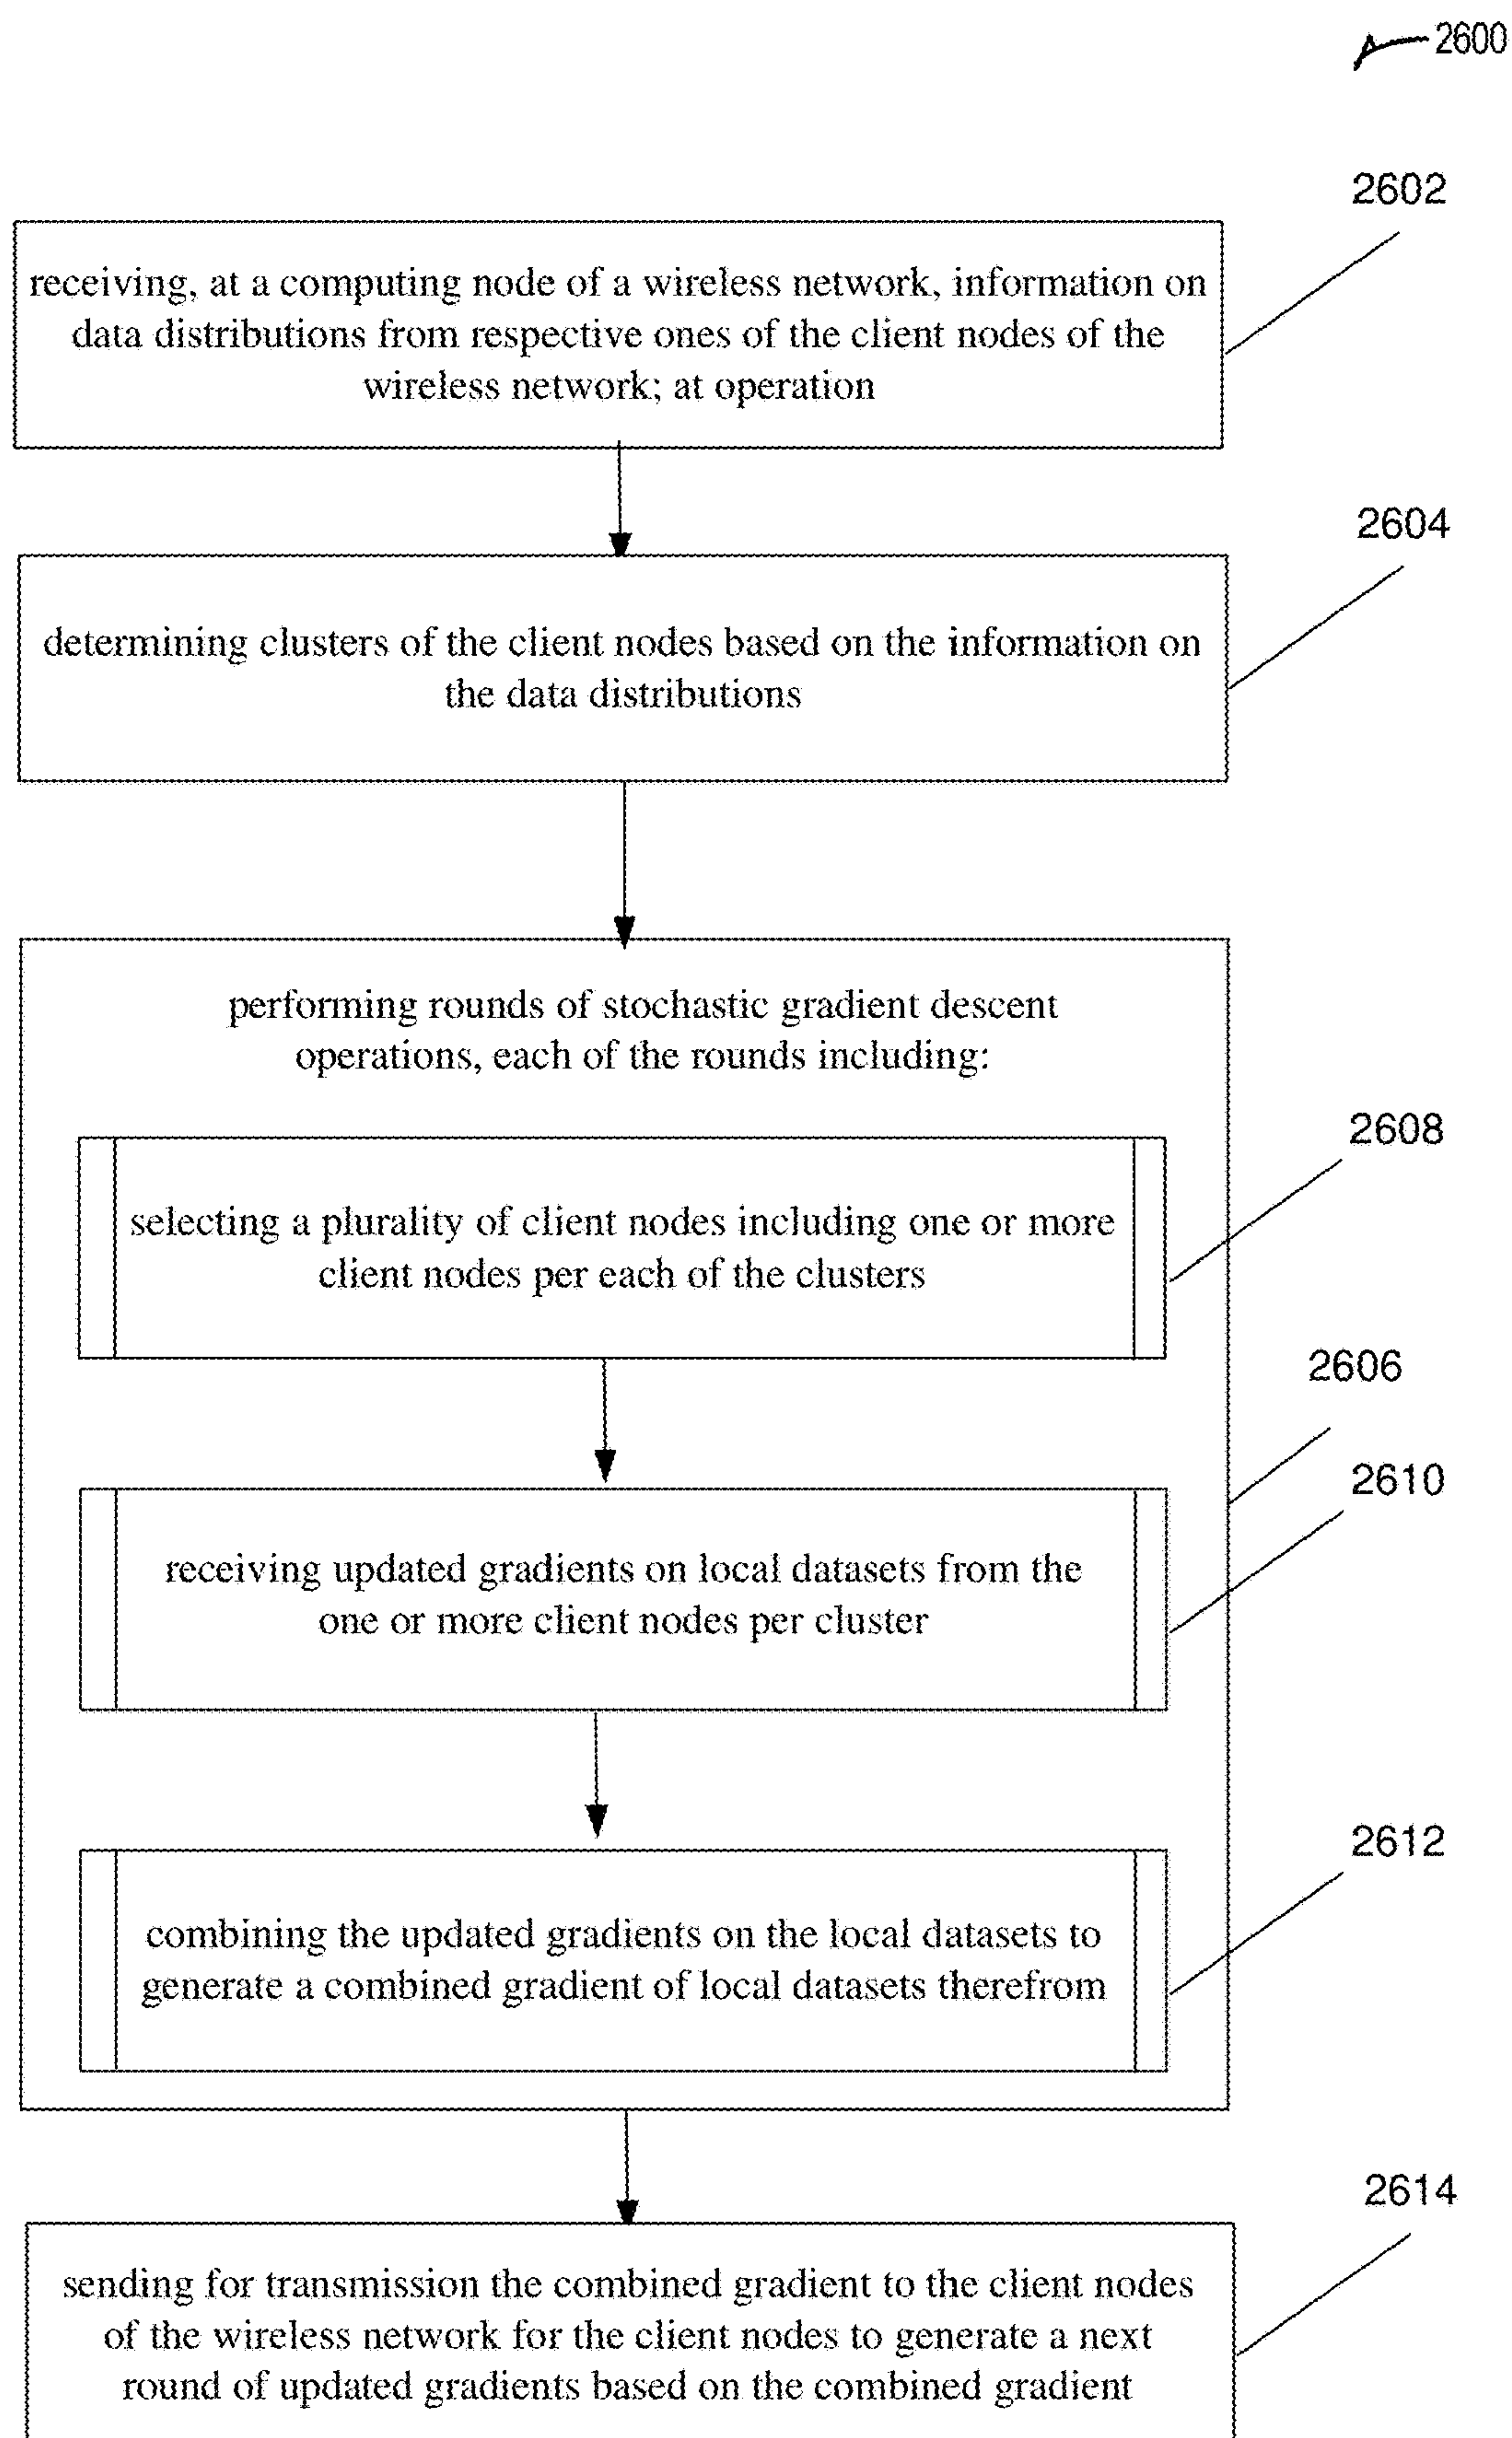 2600
2602
receiving, at a computing node of a wireless network, information on
data distributions from respective ones of the client nodes of the
wireless network; at operation
2604
determining clusters of the client nodes based on the information on
the data distributions
performing rounds of stochastic gradient descent
operations, each of the rounds including:
2608
selecting a plurality of client nodes including one or more
client nodes per each of the clusters
2606
2610
receiving updated gradients on local datasets from the
one or more client nodes per cluster
2612
combining the updated gradients on the local datasets to
generate a combined gradient of local datasets therefrom
2614
sending for transmission the combined gradient to the client nodes
of the wireless network for the client nodes to generate a next
round of updated gradients based on the combined gradient